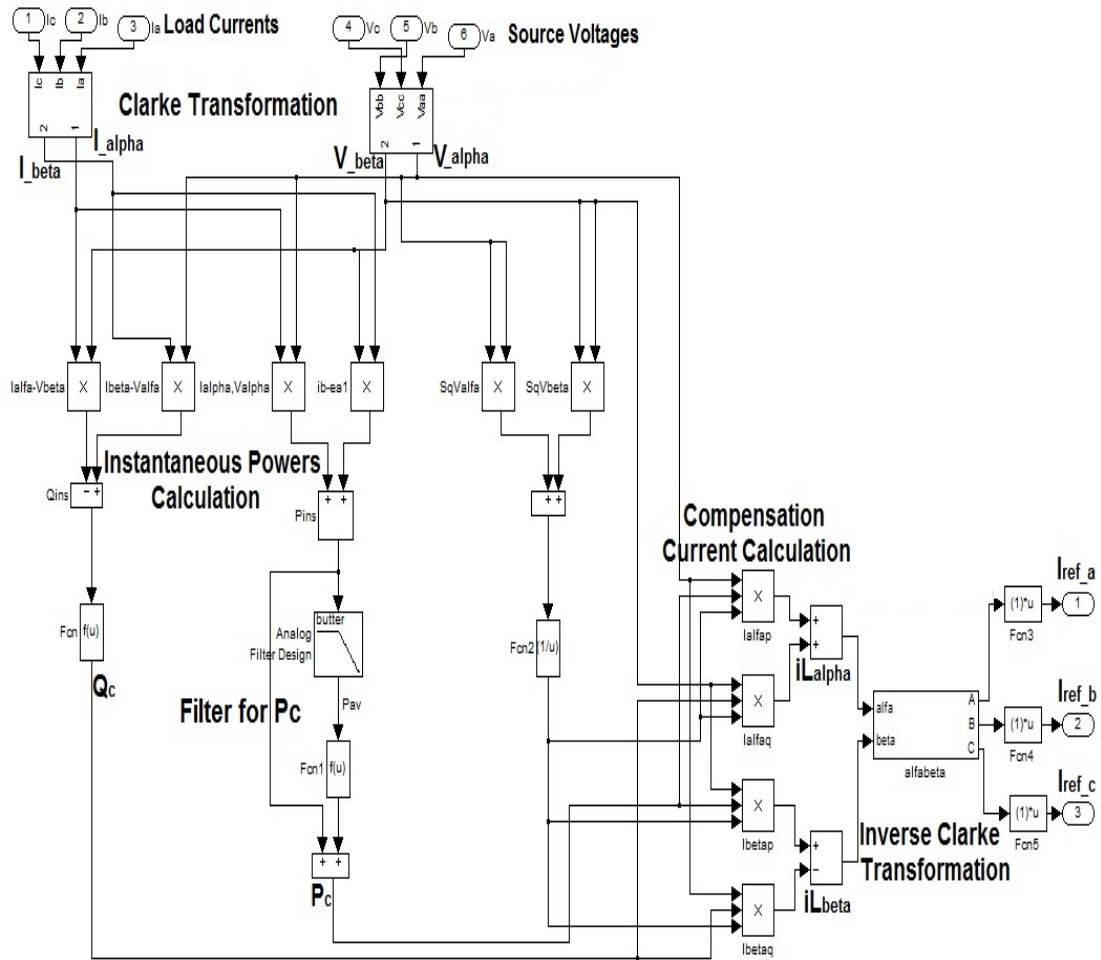 1 Ic 2 Ib 3 Ia Load Currents
4 Vc 5 Vb 6 Va Source Voltages
Ic Ib Ia
2 1
Clarke Transformation
Vbb Vcc Vaa
2 1
I_alpha
I_beta
V_beta V_alpha
Ialfa-Vbeta X
Ibeta-Valfa X
Ialpha,Valpha X
ib-ea1 X
SqValfa X
SqVbeta X
Instantaneous Powers
Calculation
Qins - +
Pins + +
+ +
Compensation
Current Calculation
Fcn f(u)
Qc
butter
Analog
Filter Design
Pav
Filter for Pc
Fcn1 f(u)
+ +
Pc
Fcn2 (1/u)
X
Ialfap
X
Ialfaq
X
Ibetap
X
Ibetaq
+
+
iLalpha
+
-
iLbeta
alfa
beta
A
B
C
alfabeta
Inverse Clarke
Transformation
Iref_a
(1)*u 1
Fcn3
Iref_b
(1)*u 2
Fcn4
Iref_c
(1)*u 3
Fcn5